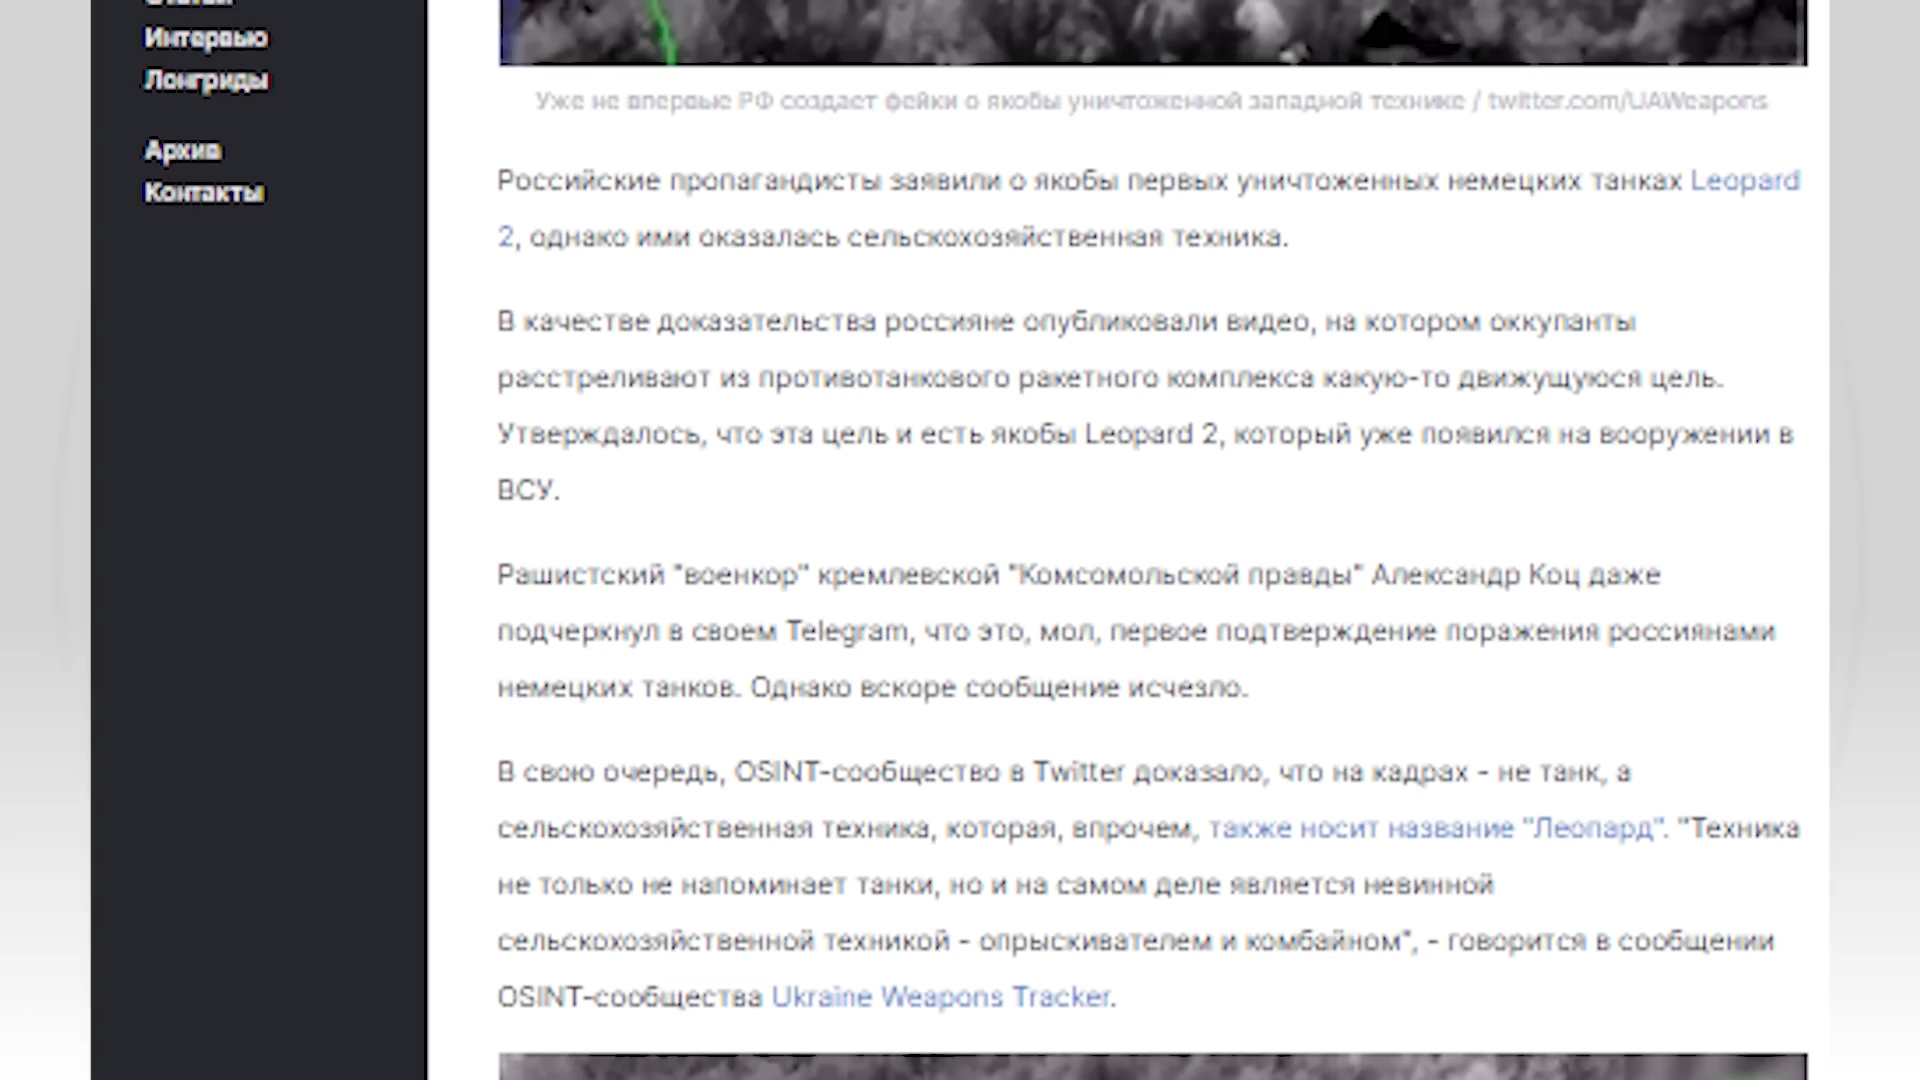 Интервью
Лонгриды
Архив
Контакты
Уже не впервые РФ создает фейки о якобы уничтоженной западной технике / twitter.com/UAWeapons
Российские пропагандисты заявили о якобы первых уничтоженных немецких танках Leopard
2, однако ими оказалась сельскохозяйственная техника.
В качестве доказательства россияне опубликовали видео, на котором оккупанты
расстреливают из противотанкового ракетного комплекса какую-то движущуюся цель.
Утверждалось, что эта цель и есть якобы Leopard 2, который уже появился на вооружении в
ВСУ.
Рашистский "военкор" кремлевской "Комсомольской правды" Александр Коц даже
подчеркнул в своем Telegram, что это, мол, первое подтверждение поражения россиянами
немецких танков. Однако вскоре сообщение исчезло.
В свою очередь, OSINT-сообщество в Twitter доказало, что на кадрах - не танк, а
сельскохозяйственная техника, которая, впрочем, также носит название "Леопард". "Техника
не только не напоминает танки, но и на самом деле является невинной
сельскохозяйственной техникой - опрыскивателем и комбайном", - говорится в сообщении
OSINT-сообщества Ukraine Weapons Tracker.